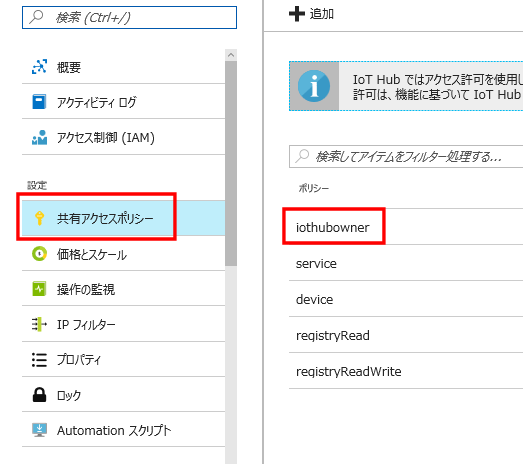 検索 (Ctrl+/)
概要
アクティビティ ログ
アクセス制御 (IAM)
設定
共有アクセスポリシー
価格とスケール
操作の監視
IP フィルター
プロパティ
ロック
Automation スクリプト
追加
IoT Hub ではアクセス許可を使用し
許可は、機能に基づいて IoT Hub
検索してアイテムをフィルター処理する...
ポリシー
iothubowner
service
device
registryRead
registryReadWrite